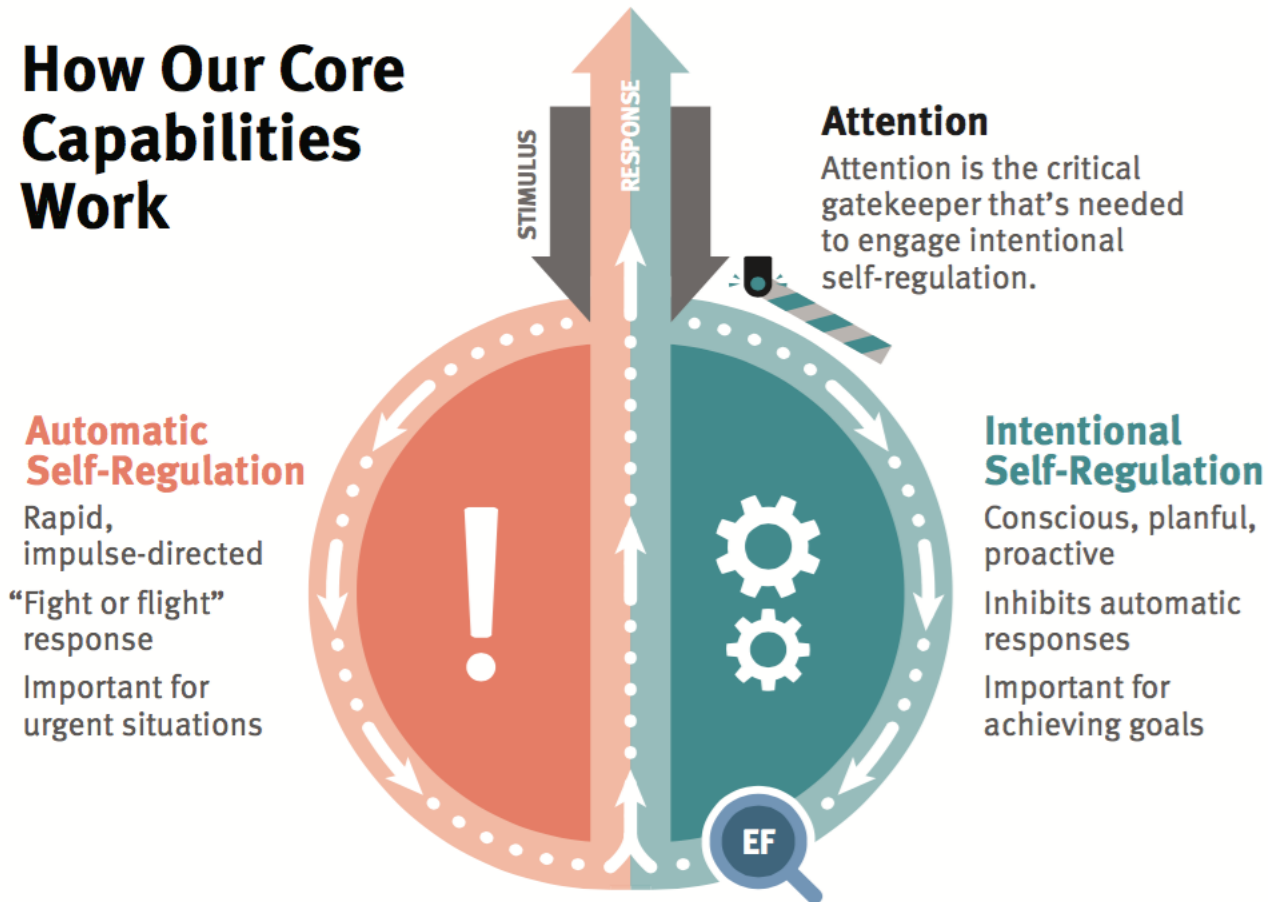 How Our Core
Capabilities
Work
STIMULUS
RESPONSE
Attention
Attention is the critical
gatekeeper that’s needed
to engage intentional
self-regulation.
Automatic
Self-Regulation
Rapid,
impulse-directed
“Fight or flight”
response
Important for
urgent situations
Intentional
Self-Regulation
Conscious, planful,
proactive
Inhibits automatic
responses
Important for
achieving goals
EF